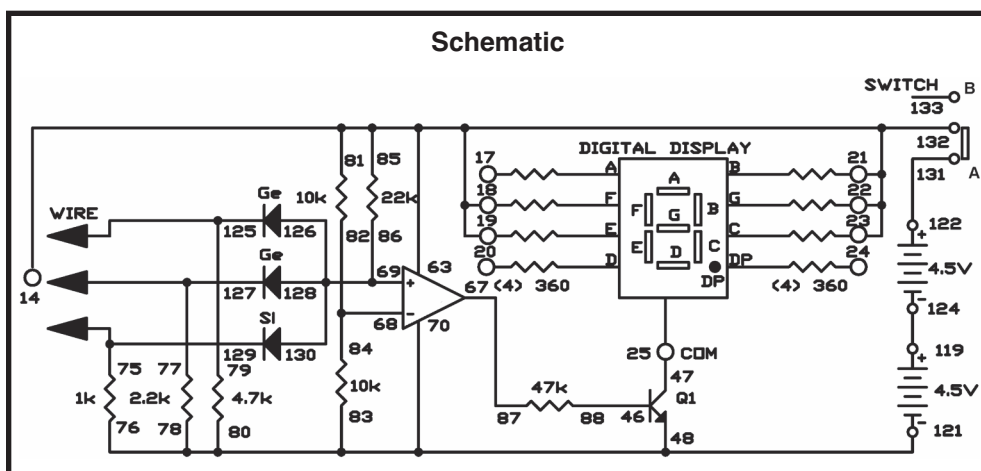 Schematic
SWITCH B
133
132
A
131
DIGITAL DISPLAY
17 A A B 21
18 F F G B G 22
19 E E D C C 23
20 D DP DP 24
(4) 360 (4) 360
81 85
10k 22k
82 86
WIRE
Ge
125 126
Ge
127 128
Si
129 130
14
69 + 63
68 - 70
67
84
10k
83
75 77 79
1k 2.2k 4.7k
76 78 80
25 COM
47
47k
87 88 46 Q1
48
122
+
4.5V
-
124
119
+
4.5V
-
121